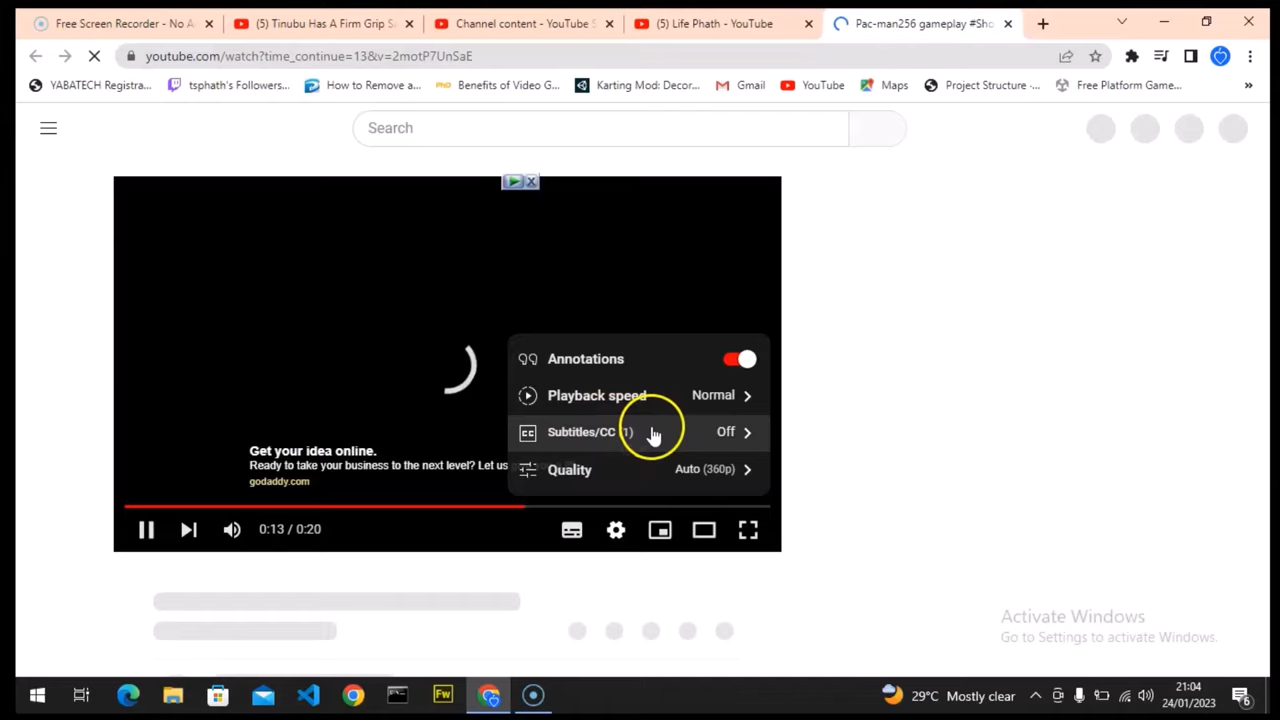 Free Screen Recorder - No A
(5) Tinubu Has A Firm Grip S
Channel content - YouTube S
(5) Life Phath - YouTube
Pac-man256 gameplay #Sho
youtube.com/watch?time_continue=13&v=2motP7UnSaE
YABATECH Registra...
tsphath's Followers...
How to Remove a...
Benefits of Video G...
Karting Mod: Decor...
Gmail
YouTube
Maps
Project Structure -...
Free Platform Game...
Search
Annotations
Playback speed Normal
Subtitles/CC (1) Off
Quality Auto (360p)
Get your idea online.
Ready to take your business to the next level? Let us
godaddy.com
0:13 / 0:20
Activate Windows
Go to Settings to activate Windows.
Fw
29°C Mostly clear
21:04
24/01/2023
6